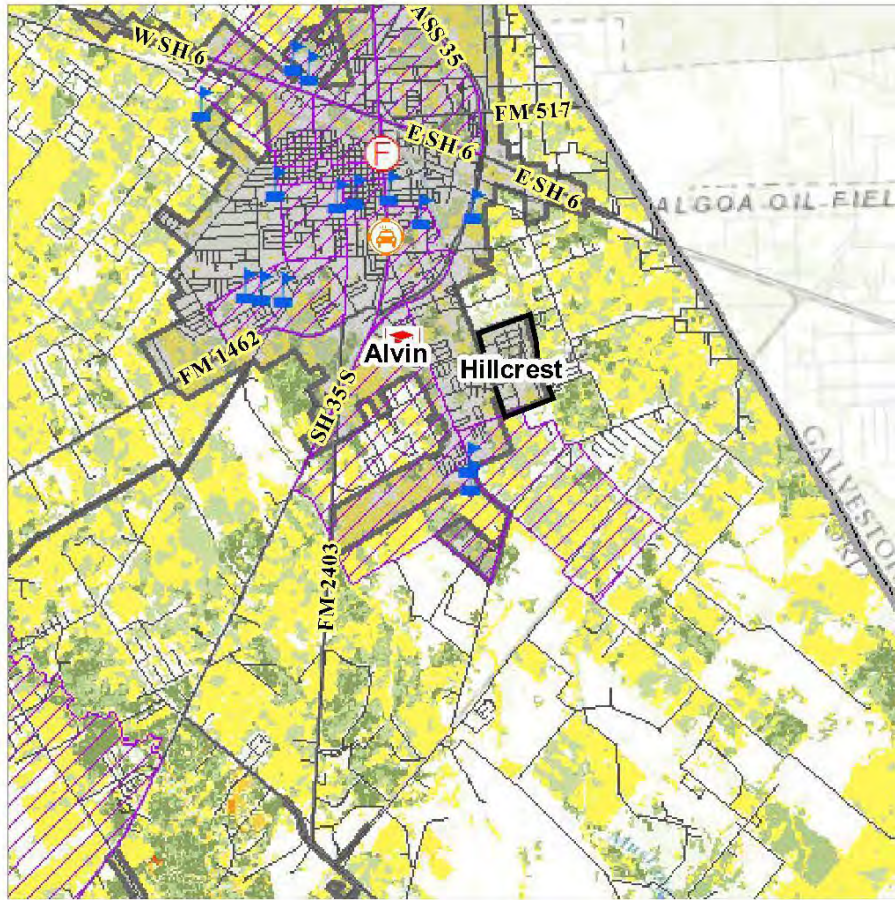 W SH 6
ASS 35
FM 517
F
E SH 6
E SH 6
ALGOA OIL FIEL
FM 1462
Alvin
Hillcrest
SH 35 S
GALVESTON
FM 2403